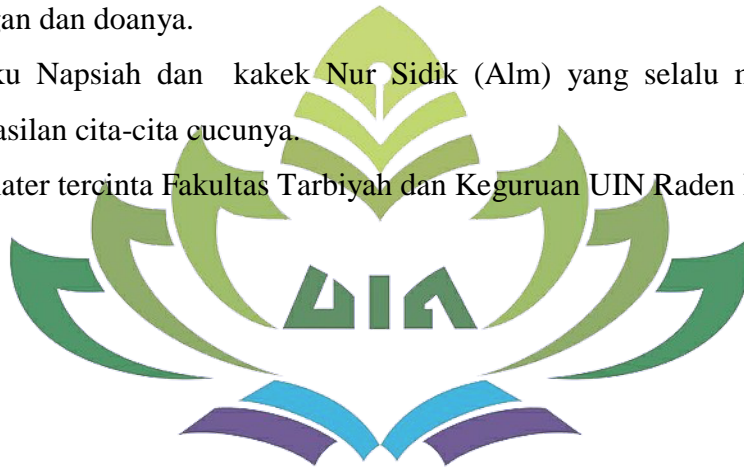 gan dan doanya.
ku Napsiah dan kakek Nur Sidik (Alm) yang selalu
asilan cita-cita cucunya.
ater tercinta Fakultas Tarbiyah dan Keguruan UIN Raden
UIN